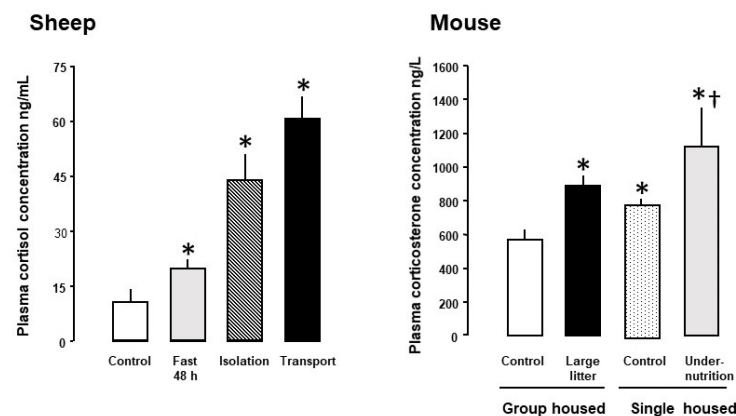 Sheep
Plasma cortisol concentration ng/mL
75
60
45
30
15
0
*
*
*
Control
Fast
48 h
Isolation
Transport
Mouse
Plasma corticosterone concentration ng/L
1600
1400
1200
1000
800
600
400
200
0
*
*
*†
Control
Large
litter
Control
Under-
nutrition
Group housed
Single housed